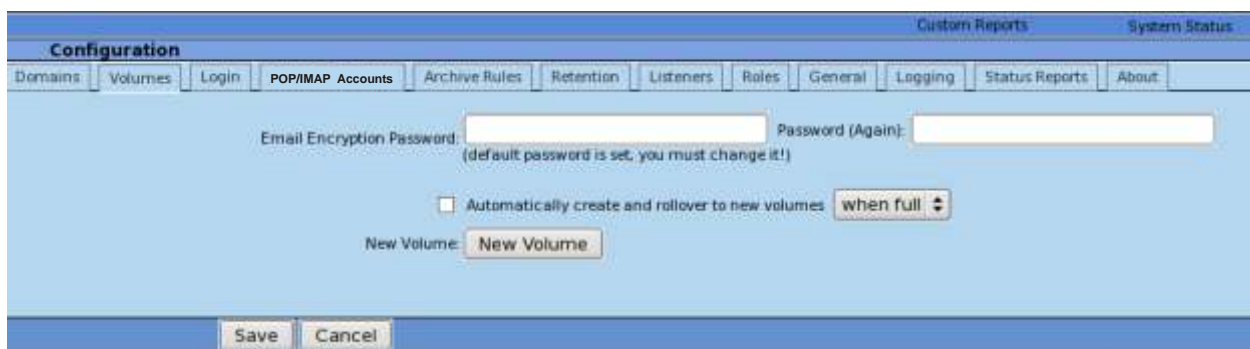 Custom Reports System Status
Configuration
Domains Volumes Login POP/IMAP Accounts Archive Rules Retention Listeners Roles General Logging Status Reports About
Email Encryption Password: Password (Again):
(default password is set, you must change it!)
Automatically create and rollover to new volumes when full
New Volume: New Volume
Save Cancel